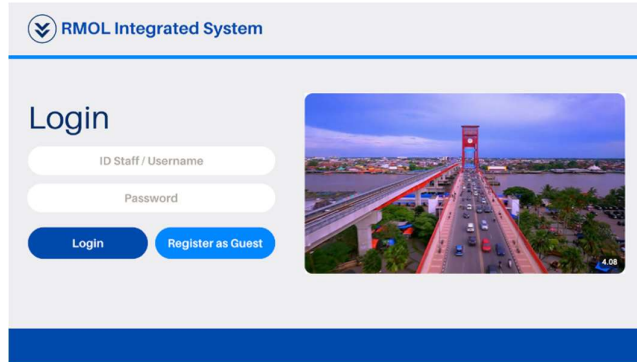 RMOL Integrated System
Login
ID Staff / Username
Password
Login
Register as Guest
4.08